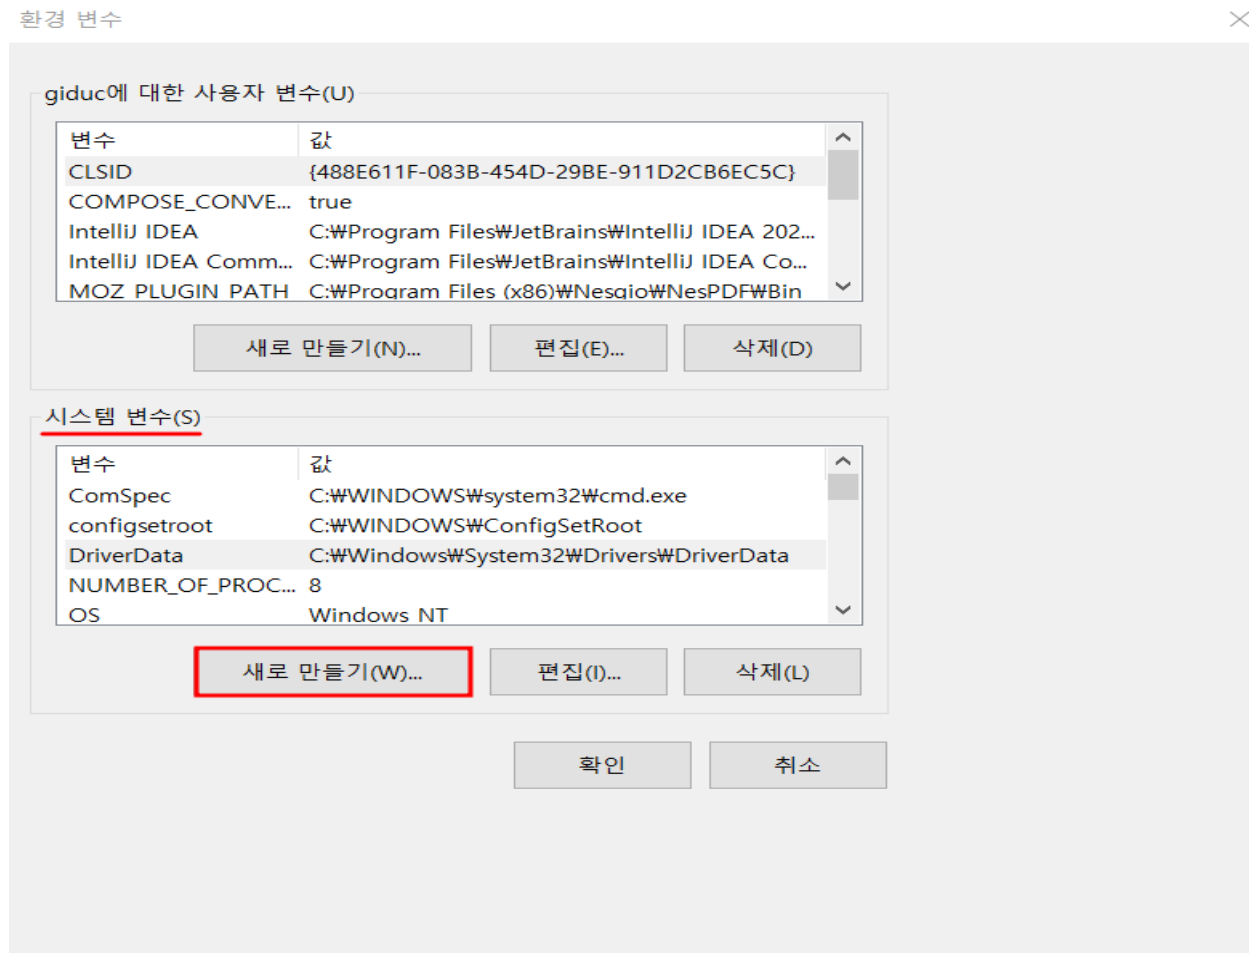 환경 변수
giduc에 대한 사용자 변수(U)
변수 값
CLSID {488E611F-083B-454D-29BE-911D2CB6EC5C}
COMPOSE_CONVE... true
IntelliJ IDEA C:₩Program Files₩JetBrains₩IntelliJ IDEA 202...
IntelliJ IDEA Comm... C:₩Program Files₩JetBrains₩IntelliJ IDEA Co...
MOZ_PLUGIN_PATH C:₩Program Files (x86)₩Nesgio₩NesPDF₩Bin
새로 만들기(N)... 편집(E)... 삭제(D)
시스템 변수(S)
변수 값
ComSpec C:₩WINDOWS₩system32₩cmd.exe
configsetroot C:₩WINDOWS₩ConfigSetRoot
DriverData C:₩Windows₩System32₩Drivers₩DriverData
NUMBER_OF_PROC... 8
OS Windows_NT
새로 만들기(W)... 편집(I)... 삭제(L)
확인 취소